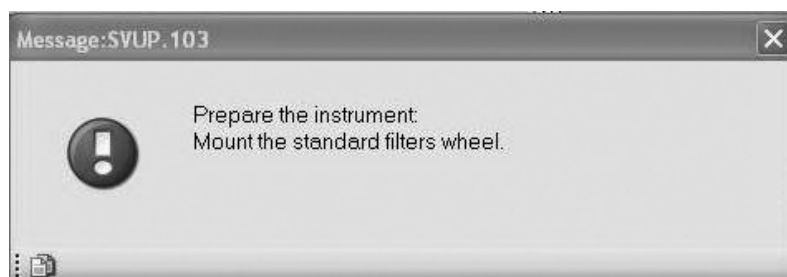 Message:SVUP.103
Prepare the instrument:
Mount the standard filters wheel.